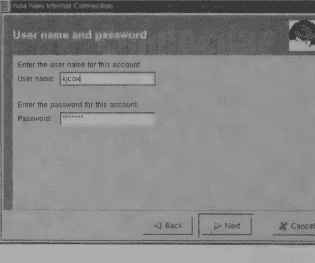 Add New Internet Connection
User name and password
Enter the user name for this account
User name: kjcox
Enter the password for this account
Password: *******
Back Next Cancel